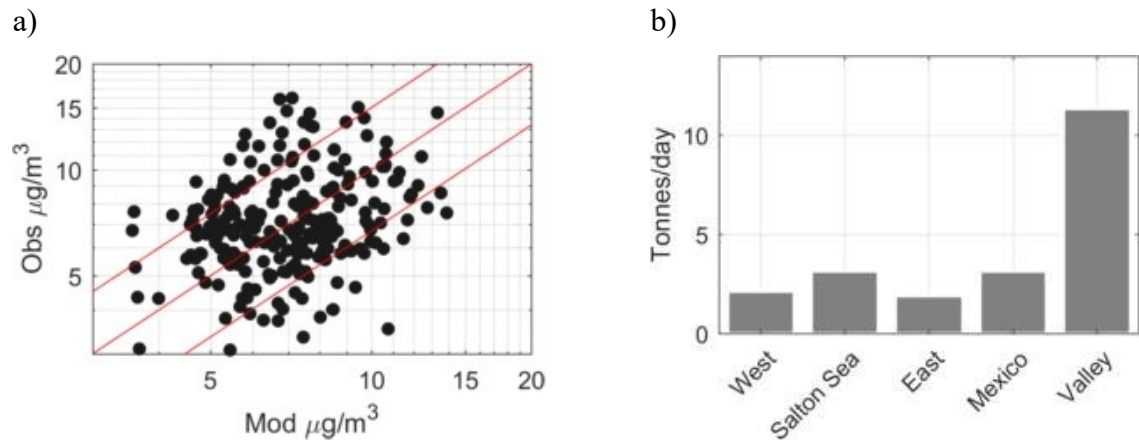 a)
20
15
10
5
Obs μg/m³
5
10
15
20
Mod μg/m³
b)
10
5
0
Tonnes/day
West
Salton Sea
East
Mexico
Valley